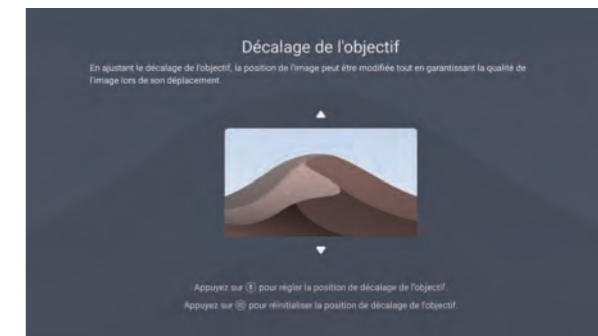 Décalage de l'objectif
En ajustant le décalage de l'objectif, la position de l'image peut être modifiée tout en garantissant la qualité de
l'image lors de son déplacement.
Appuyez sur pour régler la position de décalage de l'objectif.
Appuyez sur pour réinitialiser la position de décalage de l'objectif.